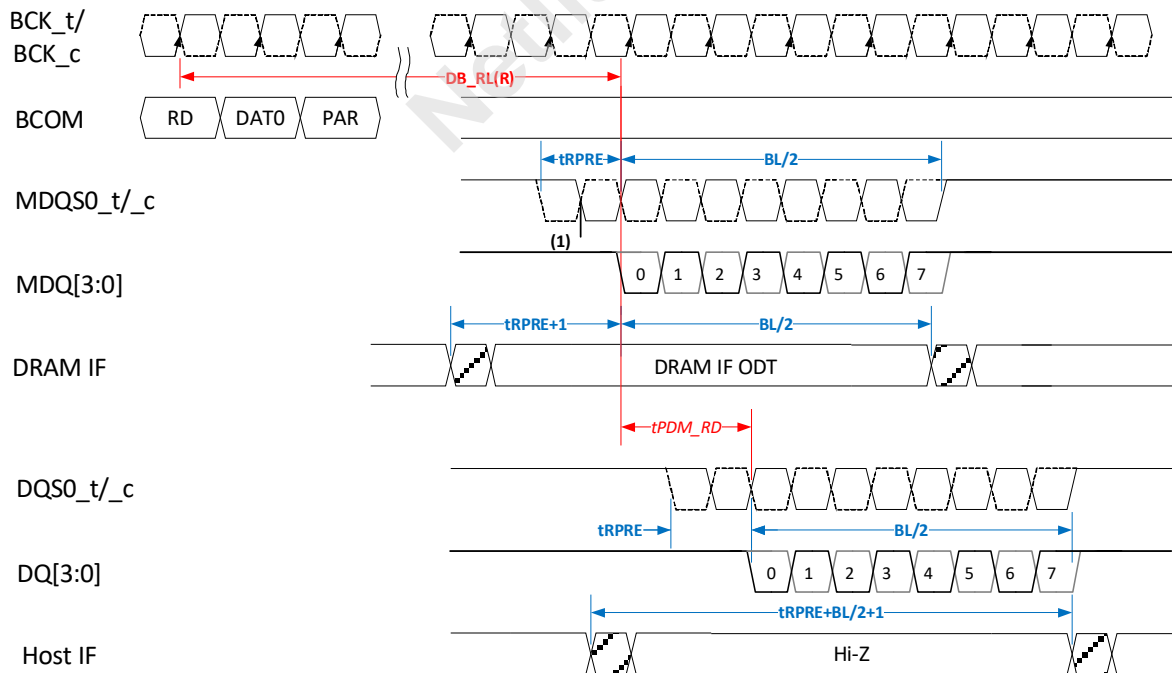 BCK_t/
BCK_c
DB_RL(R)
BCOM
RD DAT0 PAR
tRPRE BL/2
MDQS0_t/_c
(1)
MDQ[3:0]
0 1 2 3 4 5 6 7
tRPRE+1 BL/2
DRAM IF
DRAM IF ODT
tPDM_RD
DQS0_t/_c
tRPRE BL/2
DQ[3:0]
0 1 2 3 4 5 6 7
tRPRE+BL/2+1
Host IF
Hi-Z